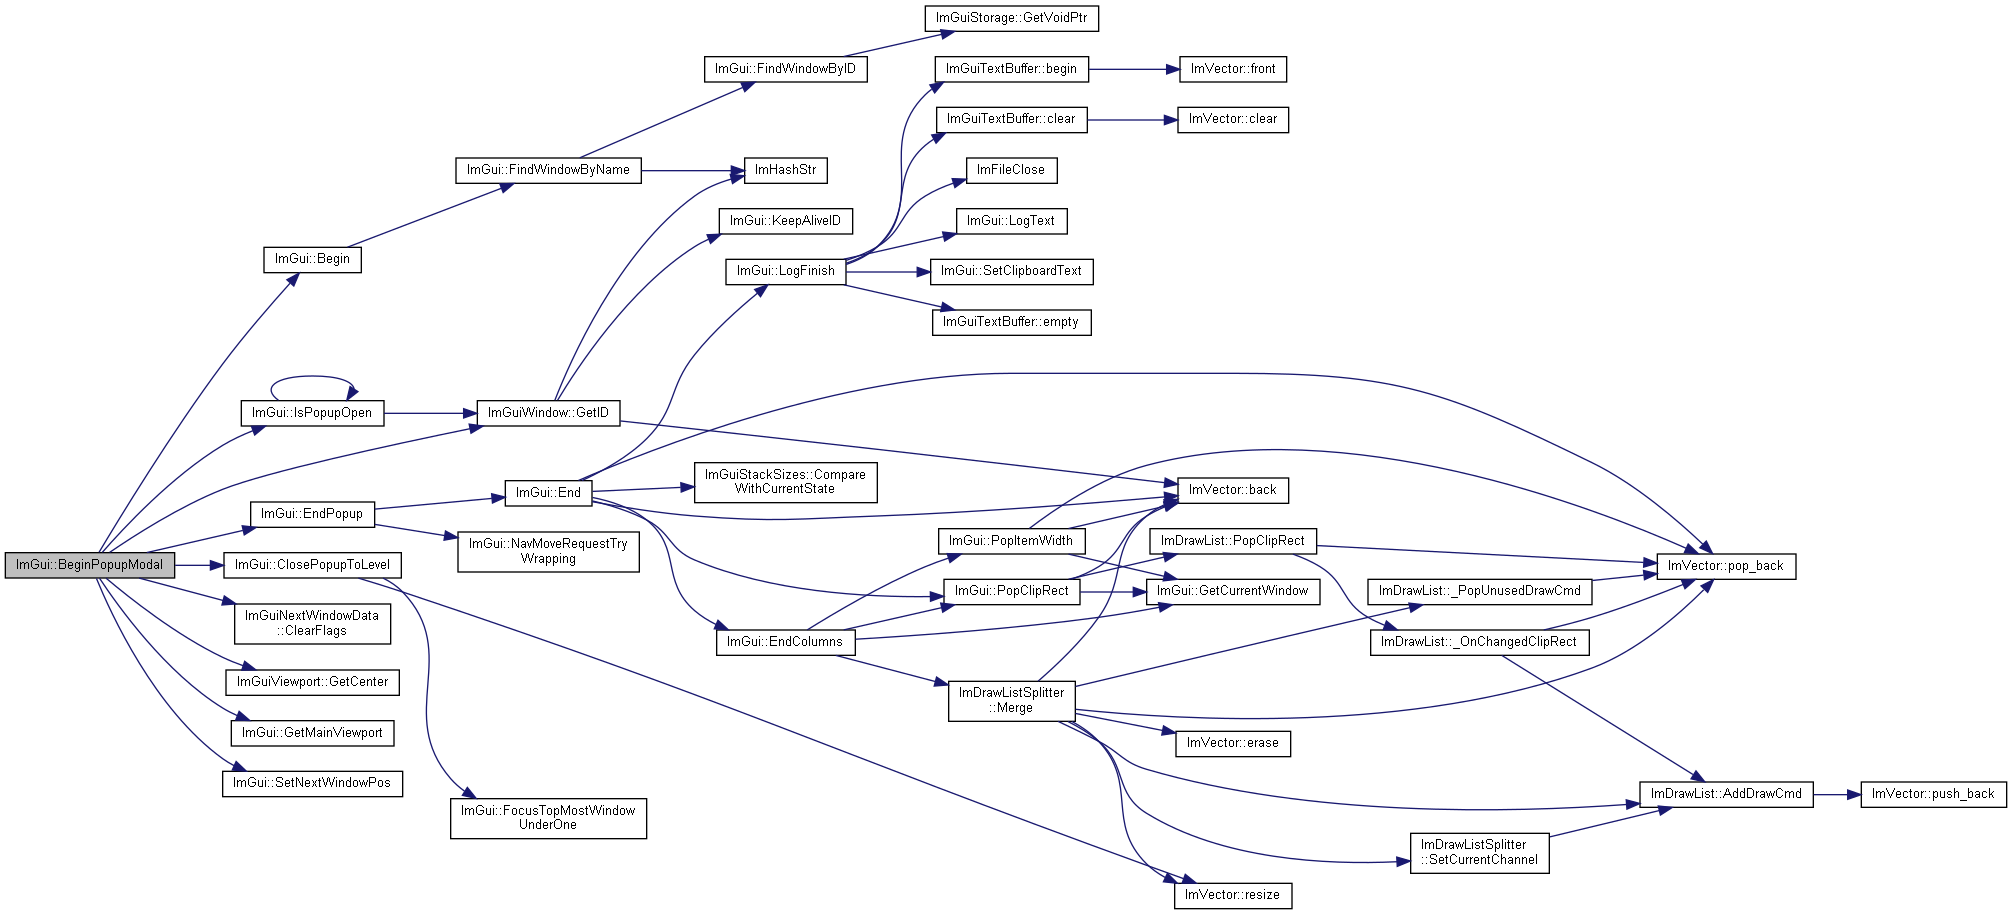 ImGuiStorage::GetVoidPtr
ImGui::FindWindowByID
ImGuiTextBuffer::begin
ImVector::front
ImGuiTextBuffer::clear
ImVector::clear
ImGui::FindWindowByName
ImHashStr
ImFileClose
ImGui::KeepAliveID
ImGui::LogText
ImGui::Begin
ImGui::LogFinish
ImGui::SetClipboardText
ImGuiTextBuffer::empty
ImGui::IsPopupOpen
ImGuiWindow::GetID
ImGuiStackSizes::Compare
WithCurrentState
ImGui::End
ImVector::back
ImGui::EndPopup
ImGui::NavMoveRequestTry
Wrapping
ImGui::PopItemWidth
ImDrawList::PopClipRect
ImGui::BeginPopupModal
ImGui::ClosePopupToLevel
ImVector::pop_back
ImGui::PopClipRect
ImGui::GetCurrentWindow
ImDrawList::_PopUnusedDrawCmd
ImGuiNextWindowData
::ClearFlags
ImGui::EndColumns
ImDrawList::_OnChangedClipRect
ImGuiViewport::GetCenter
ImDrawListSplitter
::Merge
ImGui::GetMainViewport
ImVector::erase
ImGui::SetNextWindowPos
ImDrawList::AddDrawCmd
ImVector::push_back
ImGui::FocusTopMostWindow
UnderOne
ImDrawListSplitter
::SetCurrentChannel
ImVector::resize